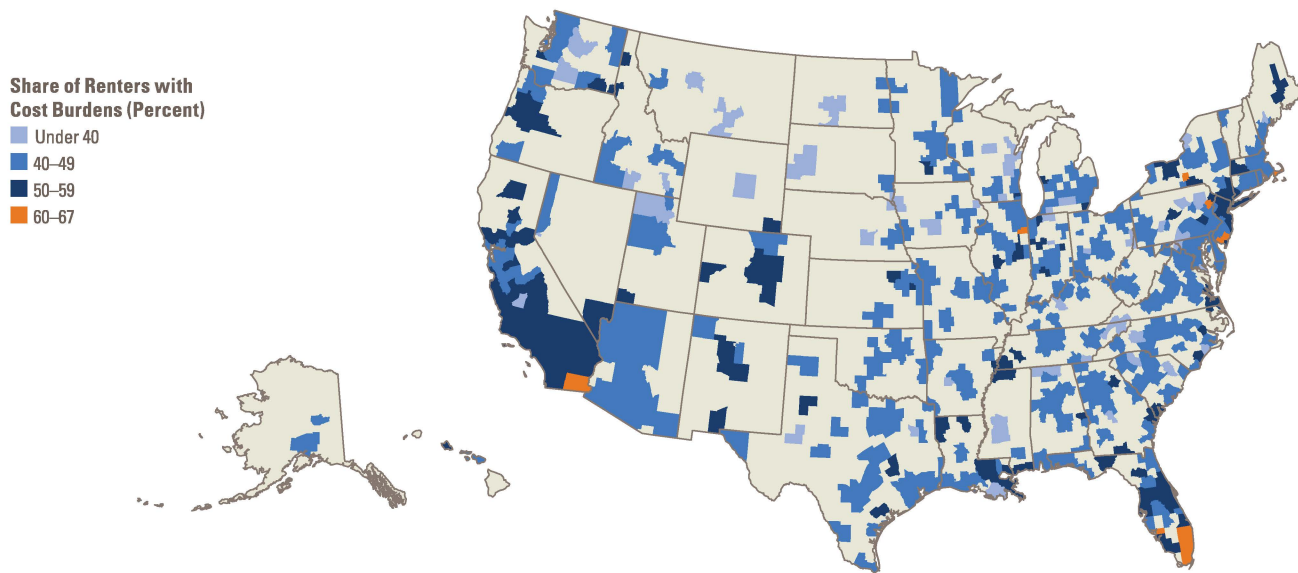 Share of Renters with
Cost Burdens (Percent)
Under 40
40–49
50–59
60–67